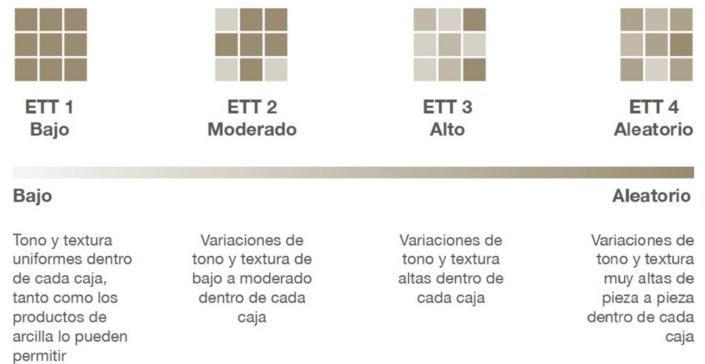 ETT 1
Bajo
ETT 2
Moderado
ETT 3
Alto
ETT 4
Aleatorio
Bajo
Aleatorio
Tono y textura
uniformes dentro
de cada caja,
tanto como los
productos de
arcilla lo pueden
permitir
Variaciones de
tono y textura de
bajo a moderado
dentro de cada
caja
Variaciones de
tono y textura
altas dentro de
cada caja
Variaciones de
tono y textura
muy altas de
pieza a pieza
dentro de cada
caja